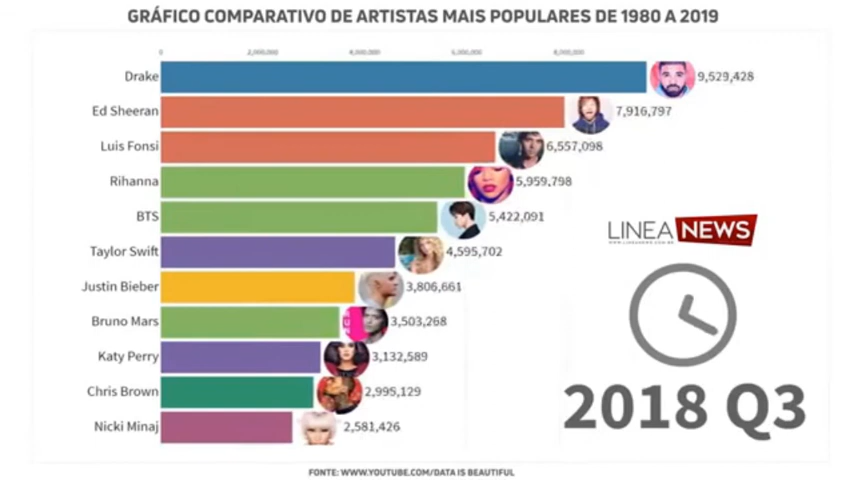 GRÁFICO COMPARATIVO DE ARTISTAS MAIS POPULARES DE 1980 A 2019
0 2,000,000 4,000,000 6,000,000 8,000,000
Drake 9,529,428
Ed Sheeran 7,916,797
Luis Fonsi 6,557,098
Rihanna 5,959,798
BTS 5,422,091
Taylor Swift 4,595,702
Justin Bieber 3,806,661
Bruno Mars 3,503,268
Katy Perry 3,132,589
Chris Brown 2,995,129
Nicki Minaj 2,581,426
LINEA NEWS
WWW.LINEANEWS.COM.BR
2018 Q3
FONTE: WWW.YOUTUBE.COM/DATA IS BEAUTIFUL